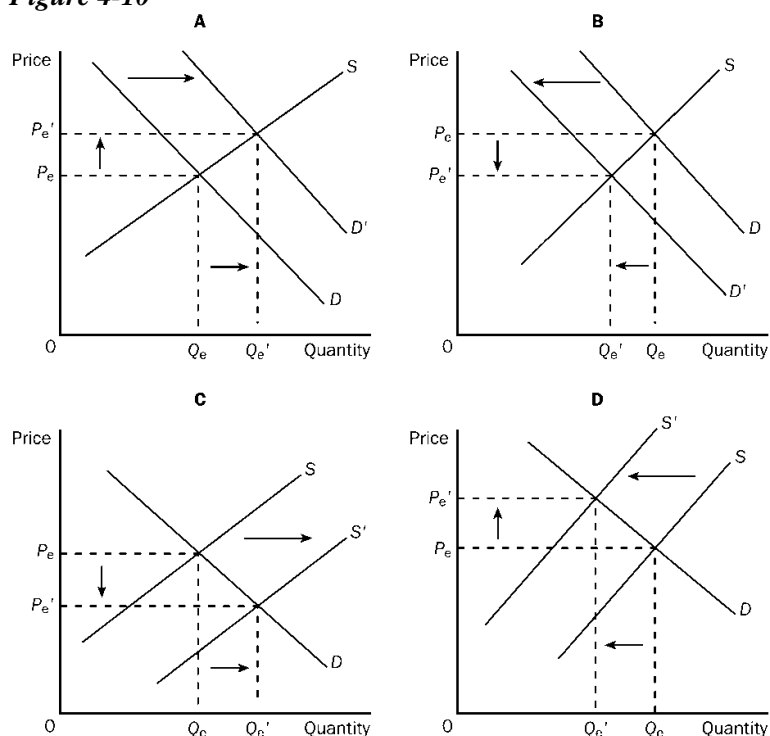 Figure 4-10
A
Price
S
Pe'
Pe
D'
D
0
Qe
Qe'
Quantity
B
Price
S
Pe
Pe'
D
D'
0
Qe'
Qe
Quantity
C
Price
S
S'
Pe
Pe'
D
0
Qe
Qe'
Quantity
D
Price
S'
S
Pe'
Pe
D
0
Qe'
Qe
Quantity